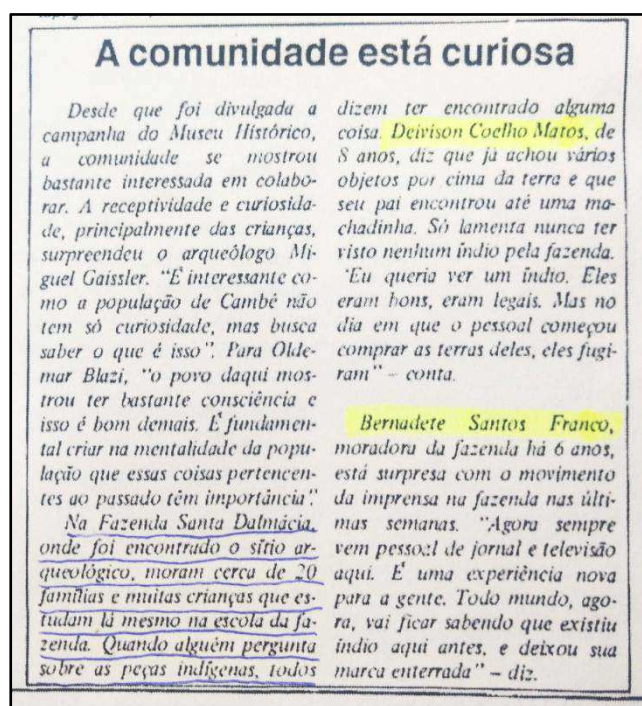 A comunidade está curiosa
Desde que foi divulgada a
campanha do Museu Histórico,
a comunidade se mostrou
bastante interessada em colabo-
rar. A receptividade e curiosida-
de, principalmente das crianças,
surpreendeu o arqueólogo Mi-
guel Gaissler. "É interessante co-
mo a população de Cambé não
tem só curiosidade, mas busca
saber o que é isso". Para Olde-
mar Blazi, "o povo daqui mos-
trou ter bastante consciência e
isso é bom demais. É fundamen-
tal criar na mentalidade da popu-
lação que essas coisas pertencen-
tes ao passado têm importância".
Na Fazenda Santa Dalmácia,
onde foi encontrado o sítio ar-
queológico, moram cerca de 20
famílias e muitas crianças que es-
tudam lá mesmo na escola da fa-
zenda. Quando alguém pergunta
sobre as peças indígenas, todos
dizem ter encontrado alguma
coisa. Deivison Coelho Matos, de
8 anos, diz que já achou vários
objetos por cima da terra e que
seu pai encontrou até uma ma-
chadinha. Só lamenta nunca ter
visto nenhum índio pela fazenda.
"Eu queria ver um índio. Eles
eram bons, eram legais. Mas no
dia em que o pessoal começou
comprar as terras deles, eles fugi-
ram" – conta.
Bernadete Santos Franco,
moradora da fazenda há 6 anos,
está surpresa com o movimento
da imprensa na fazenda nas últi-
mas semanas. "Agora sempre
vem pessoal de jornal e televisão
aqui. É uma experiência nova
para a gente. Todo mundo, ago-
ra, vai ficar sabendo que existiu
índio aqui antes, e deixou sua
marca enterrada" – diz.